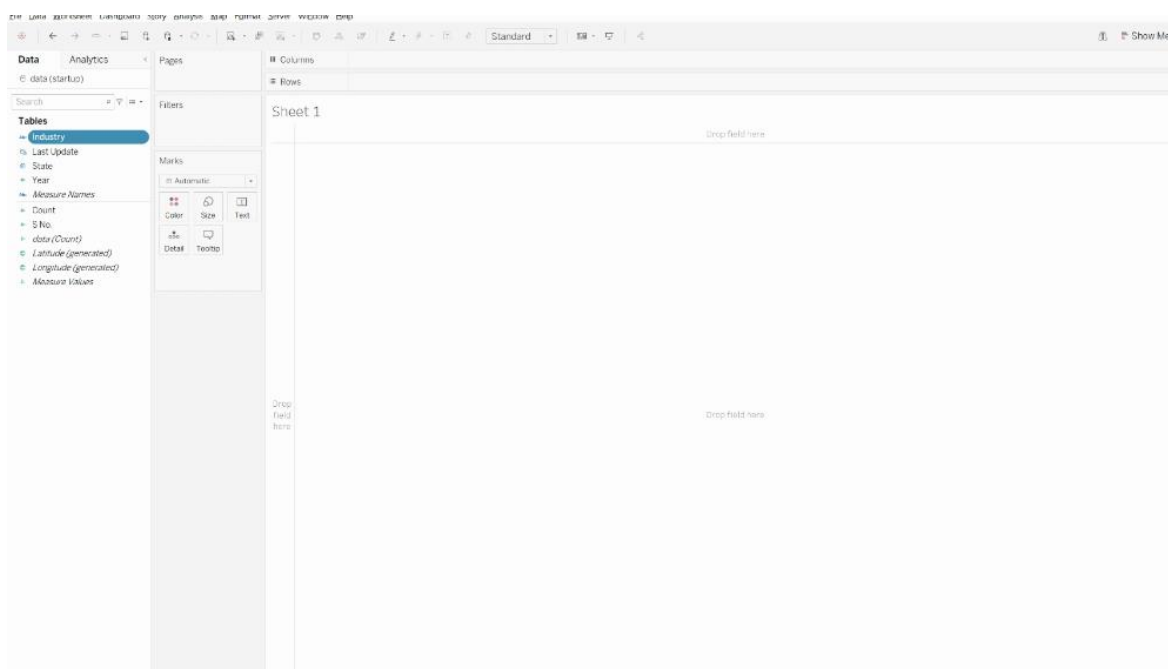 File Data Worksheet Dashboard Story Analysis Map Format Server Window Help
Standard
Show Me
Data Analytics
data (startup)
Search
Tables
Industry
Last Update
State
Year
Measure Names
Count
S No.
data (Count)
Latitude (generated)
Longitude (generated)
Measure Values
Pages
Filters
Marks
Automatic
Color Size Text
Detail Tooltip
Columns
Rows
Sheet 1
Drop field here
Drop
field
here
Drop field here